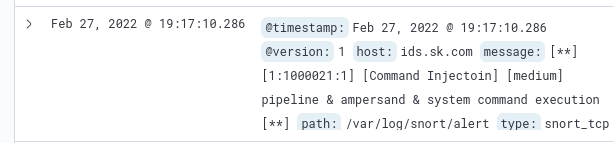 Feb 27, 2022 @ 19:17:10.286
@timestamp: Feb 27, 2022 @ 19:17:10.286
@version: 1 host: ids.sk.com message: [**]
[1:1000021:1] [Command Injectoin] [medium]
pipeline & ampersand & system command execution
[**] path: /var/log/snort/alert type: snort_tcp